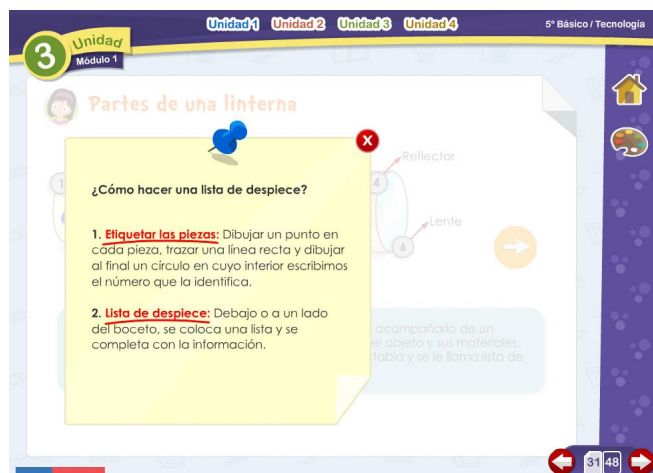 Unidad 1 Unidad 2 Unidad 3 Unidad 4
5º Básico / Tecnología
3 Unidad
Módulo 1
Partes de una linterna
X
1
4
Reflector
Lente
6
¿Cómo hacer una lista de despiece?
1. Etiquetar las piezas: Dibujar un punto en
cada pieza, trazar una línea recta y dibujar
al final un círculo en cuyo interior escribimos
el número que la identifica.
2. Lista de despiece: Debajo o a un lado
del boceto, se coloca una lista y se
completa con la información.
acompañarlo de un
el objeto y sus materiales.
tabla y se le llama lista de
31 48